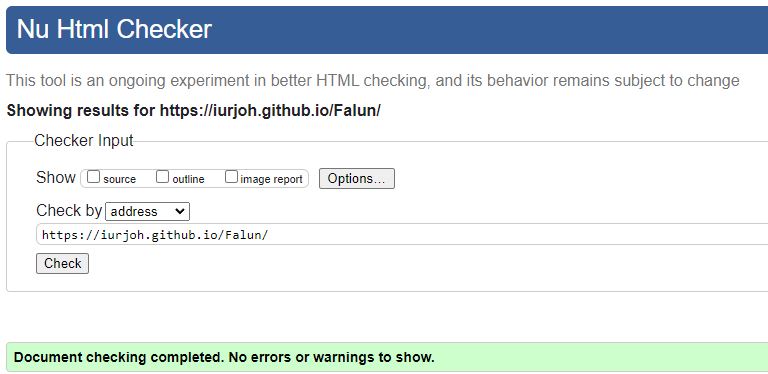 Nu Html Checker
This tool is an ongoing experiment in better HTML checking, and its behavior remains subject to change
Showing results for https://iurjoh.github.io/Falun/
Checker Input
Show source outline image report Options...
Check by address
https://iurjoh.github.io/Falun/
Check
Document checking completed. No errors or warnings to show.